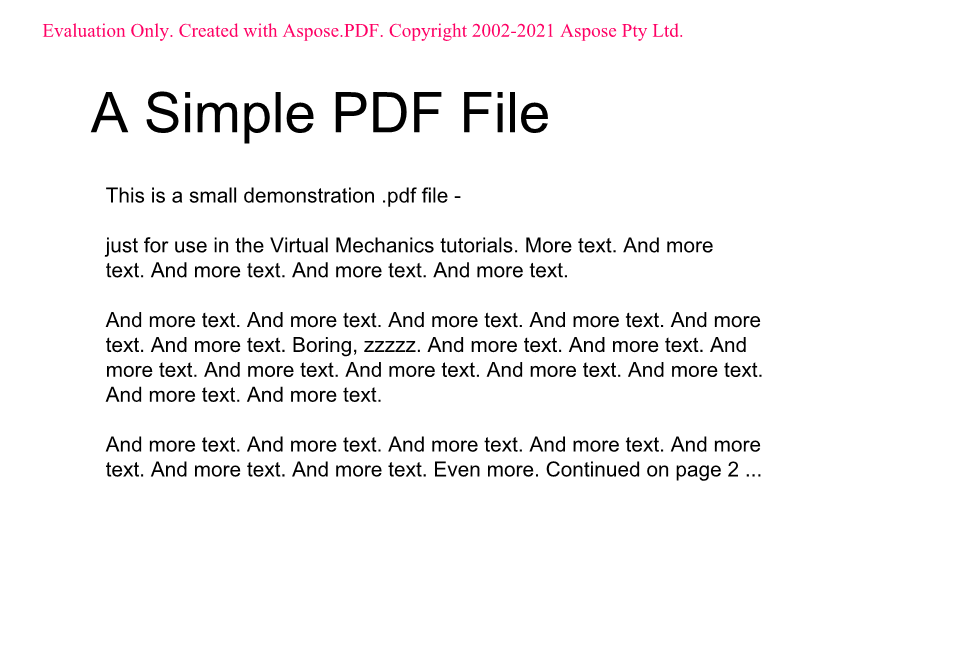 Evaluation Only. Created with Aspose.PDF. Copyright 2002-2021 Aspose Pty Ltd.
A Simple PDF File
This is a small demonstration .pdf file -
just for use in the Virtual Mechanics tutorials. More text. And more
text. And more text. And more text. And more text.
And more text. And more text. And more text. And more text. And more
text. And more text. Boring, zzzzz. And more text. And more text. And
more text. And more text. And more text. And more text. And more text.
And more text. And more text.
And more text. And more text. And more text. And more text. And more
text. And more text. And more text. Even more. Continued on page 2 ...